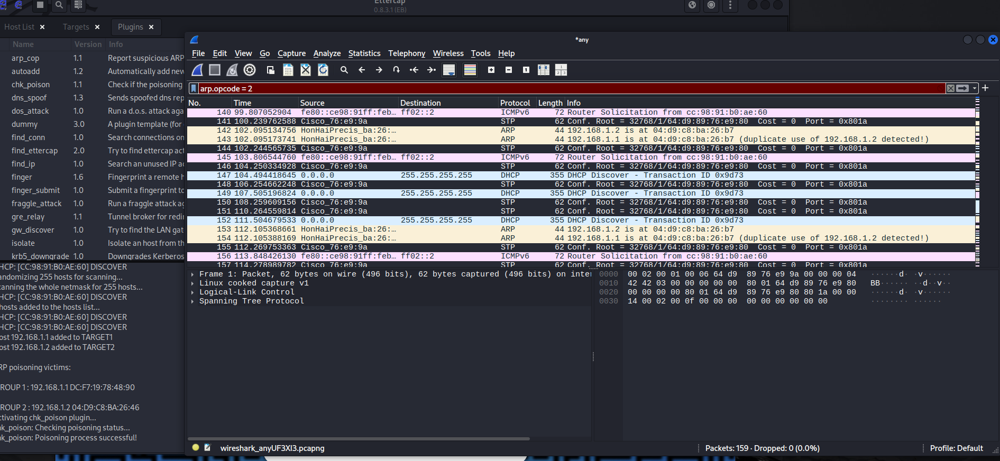 Ettercap
0.8.3.1 (EB)
Host List
Targets
Plugins
Name Version Info
arp_cop 1.1 Report suspicious ARP
autoadd 1.2 Automatically add new
chk_poison 1.1 Check if the poisoning
dns_spoof 1.3 Sends spoofed dns rep
dos_attack 1.0 Run a d.o.s. attack aga
dummy 3.0 A plugin template (for
find_conn 1.0 Search connections on
find_ettercap 2.0 Try to find ettercap act
find_ip 1.0 Search an unused IP ac
finger 1.6 Fingerprint a remote h
finger_submit 1.0 Submit a fingerprint to
fraggle_attack 1.0 Run a fraggle attack ag
gre_relay 1.1 Tunnel broker for redir
gw_discover 1.0 Try to find the LAN gat
isolate 1.0 Isolate an host from th
krb5_downgrade 1.0 Downgrades Kerberos
HCP: [CC:98:91:B0:AE:60] DISCOVER
andomizing 255 hosts for scanning...
canning the whole netmask for 255 hosts...
HCP: [CC:98:91:B0:AE:60] DISCOVER
hosts added to the hosts list...
HCP: [CC:98:91:B0:AE:60] DISCOVER
HCP: [CC:98:91:B0:AE:60] DISCOVER
ost 192.168.1.1 added to TARGET1
ost 192.168.1.2 added to TARGET2
RP poisoning victims:
ROUP 1 : 192.168.1.1 DC:F7:19:78:48:90
ROUP 2 : 192.168.1.2 04:D9:C8:BA:26:46
ctivating chk_poison plugin...
hk_poison: Checking poisoning status...
hk_poison: Poisoning process successful!
*any
File Edit View Go Capture Analyze Statistics Telephony Wireless Tools Help
arp.opcode = 2
No. Time Source Destination Protocol Length Info
140 99.807052904 fe80::ce98:91ff:feb… ff02::2 ICMPv6 72 Router Solicitation from cc:98:91:b0:ae:60
141 100.239762588 Cisco_76:e9:9a STP 62 Conf. Root = 32768/1/64:d9:89:76:e9:80 Cost = 0 Port = 0x801a
142 102.095134756 HonHaiPrecis_ba:26:… ARP 44 192.168.1.2 is at 04:d9:c8:ba:26:b7
143 102.095173741 HonHaiPrecis_ba:26:… ARP 44 192.168.1.1 is at 04:d9:c8:ba:26:b7 (duplicate use of 192.168.1.2 detected!)
144 102.244565735 Cisco_76:e9:9a STP 62 Conf. Root = 32768/1/64:d9:89:76:e9:80 Cost = 0 Port = 0x801a
145 103.806544760 fe80::ce98:91ff:feb… ff02::2 ICMPv6 72 Router Solicitation from cc:98:91:b0:ae:60
146 104.250334928 Cisco_76:e9:9a STP 62 Conf. Root = 32768/1/64:d9:89:76:e9:80 Cost = 0 Port = 0x801a
147 104.494418645 0.0.0.0 255.255.255.255 DHCP 355 DHCP Discover - Transaction ID 0x9d73
148 106.254662248 Cisco_76:e9:9a STP 62 Conf. Root = 32768/1/64:d9:89:76:e9:80 Cost = 0 Port = 0x801a
149 107.505196824 0.0.0.0 255.255.255.255 DHCP 355 DHCP Discover - Transaction ID 0x9d73
150 108.259609156 Cisco_76:e9:9a STP 62 Conf. Root = 32768/1/64:d9:89:76:e9:80 Cost = 0 Port = 0x801a
151 110.264559814 Cisco_76:e9:9a STP 62 Conf. Root = 32768/1/64:d9:89:76:e9:80 Cost = 0 Port = 0x801a
152 111.504679533 0.0.0.0 255.255.255.255 DHCP 355 DHCP Discover - Transaction ID 0x9d73
153 112.105368661 HonHaiPrecis_ba:26:… ARP 44 192.168.1.2 is at 04:d9:c8:ba:26:b7
154 112.105388169 HonHaiPrecis_ba:26:… ARP 44 192.168.1.1 is at 04:d9:c8:ba:26:b7 (duplicate use of 192.168.1.2 detected!)
155 112.269753363 Cisco_76:e9:9a STP 62 Conf. Root = 32768/1/64:d9:89:76:e9:80 Cost = 0 Port = 0x801a
156 113.848426130 fe80::ce98:91ff:feb… ff02::2 ICMPv6 72 Router Solicitation from cc:98:91:b0:ae:60
157 114.278989782 Cisco_76:e9:9a STP 62 Conf. Root = 32768/1/64:d9:89:76:e9:80 Cost = 0 Port = 0x801a
Frame 1: Packet, 62 bytes on wire (496 bits), 62 bytes captured (496 bits) on inter
Linux cooked capture v1
Logical-Link Control
Spanning Tree Protocol
0000 00 02 00 01 00 06 64 d9 89 76 e9 9a 00 00 00 04 ······d· ·v······
0010 42 42 03 00 00 00 00 00 80 01 64 d9 89 76 e9 80 BB······ ··d··v··
0020 00 00 00 00 80 01 64 d9 89 76 e9 80 80 1a 00 00 ······d· ·v······
0030 14 00 02 00 0f 00 00 00 00 00 00 00 00 00 ········ ······
wireshark_anyUF3XI3.pcapng
Packets: 159 · Dropped: 0 (0.0%)
Profile: Default